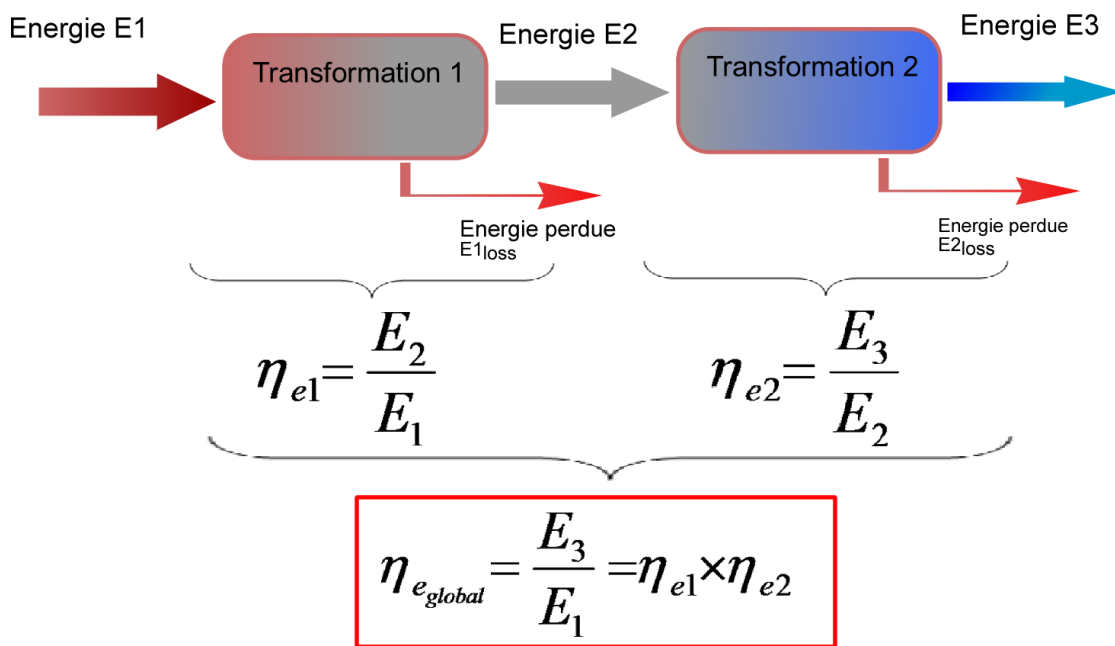 Energie E1
Transformation 1
Energie E2
Transformation 2
Energie E3
Energie perdue
E1loss
Energie perdue
E2loss
ηe1 = E2/E1
ηe2 = E3/E2
ηeglobal = E3/E1 = ηe1×ηe2